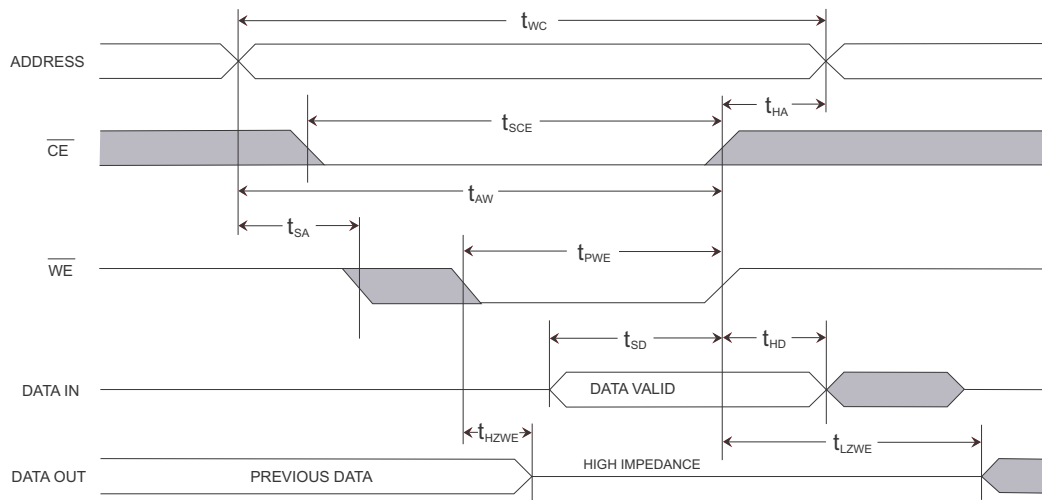 tWC
ADDRESS
tHA
tSCE
CE
tAW
tSA
WE
tPWE
tSD
tHD
DATA IN
DATA VALID
tHZWE
tLZWE
DATA OUT
PREVIOUS DATA
HIGH IMPEDANCE